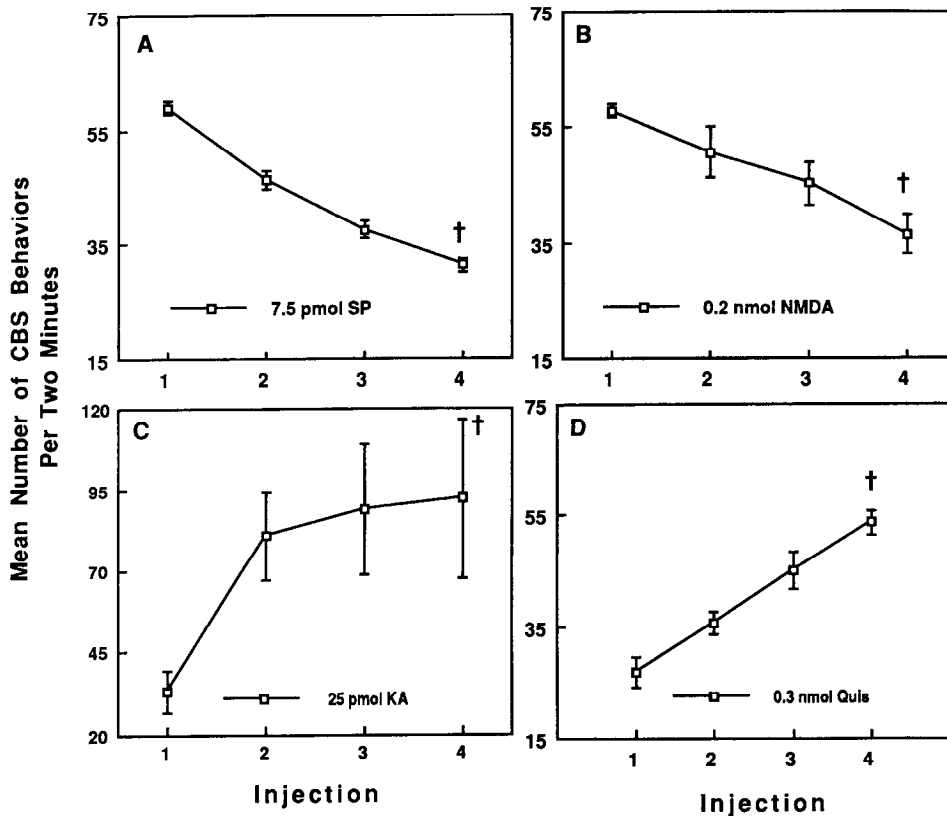 Mean Number of CBS Behaviors
Per Two Minutes
A
75
55
35
15
†
7.5 pmol SP
1 2 3 4
B
75
55
35
15
†
0.2 nmol NMDA
1 2 3 4
C
120
95
70
45
20
†
25 pmol KA
1 2 3 4
Injection
D
75
55
35
15
†
0.3 nmol Quis
1 2 3 4
Injection